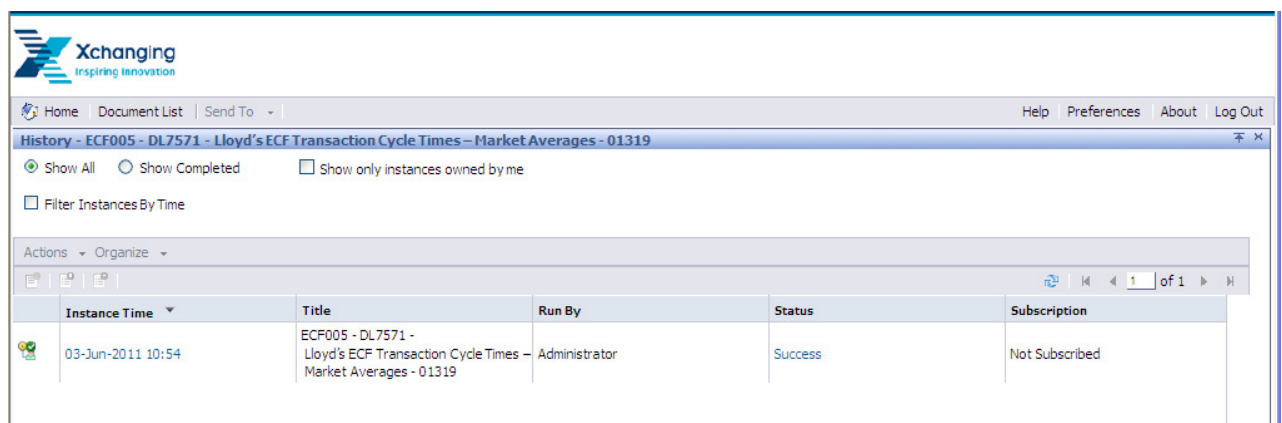 Xchanging
Inspiring Innovation
Home Document List Send To Help Preferences About Log Out
History - ECF005 - DL7571 - Lloyd's ECF Transaction Cycle Times – Market Averages - 01319
Show All Show Completed Show only instances owned by me
Filter Instances By Time
Actions Organize
1 of 1
Instance Time Title Run By Status Subscription
ECF005 - DL7571 -
03-Jun-2011 10:54 Lloyd's ECF Transaction Cycle Times – Administrator Success Not Subscribed
Market Averages - 01319